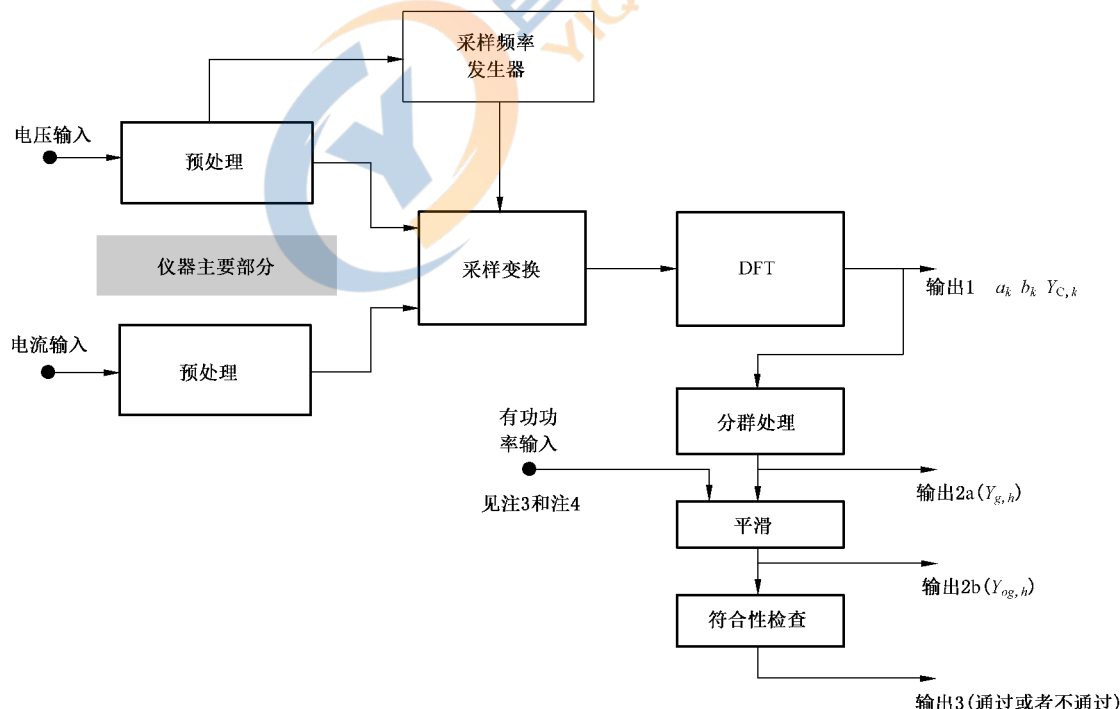 YIQ
采样频率
发生器
电压输入
预处理
仪器主要部分
采样变换
DFT
输出1 aₖ bₖ Y_C,k
电流输入
预处理
有功功
率输入
分群处理
见注3和注4
输出2a(Y_g,h)
平滑
输出2b(Y_og,h)
符合性检查
输出3(通过或者不通过)